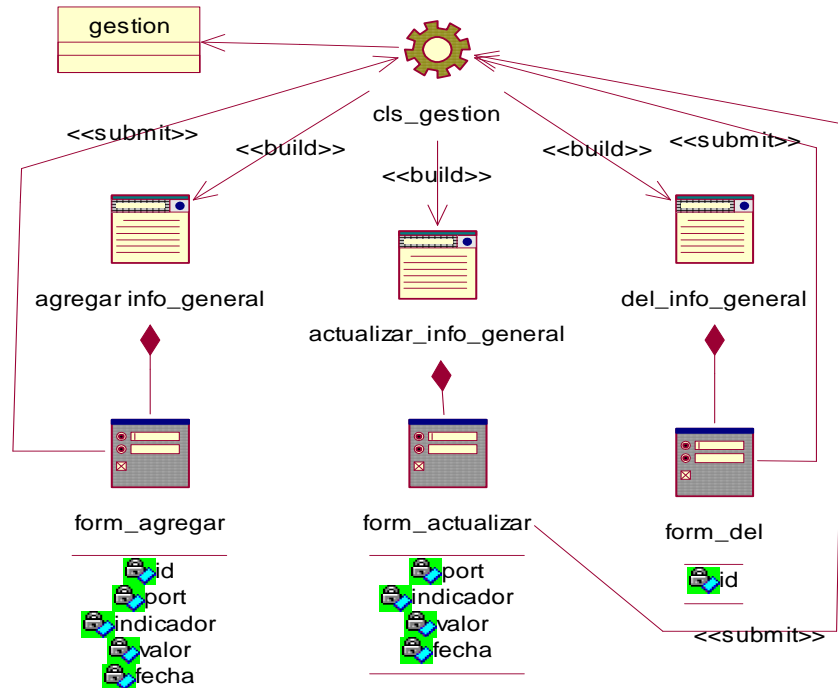 gestion
cls_gestion
<<submit>>
<<build>>
<<build>>
<<build>>
<<submit>>
agregar info_general
actualizar_info_general
del_info_general
form_agregar
form_actualizar
form_del
id
port
indicador
valor
fecha
port
indicador
valor
fecha
id
<<submit>>